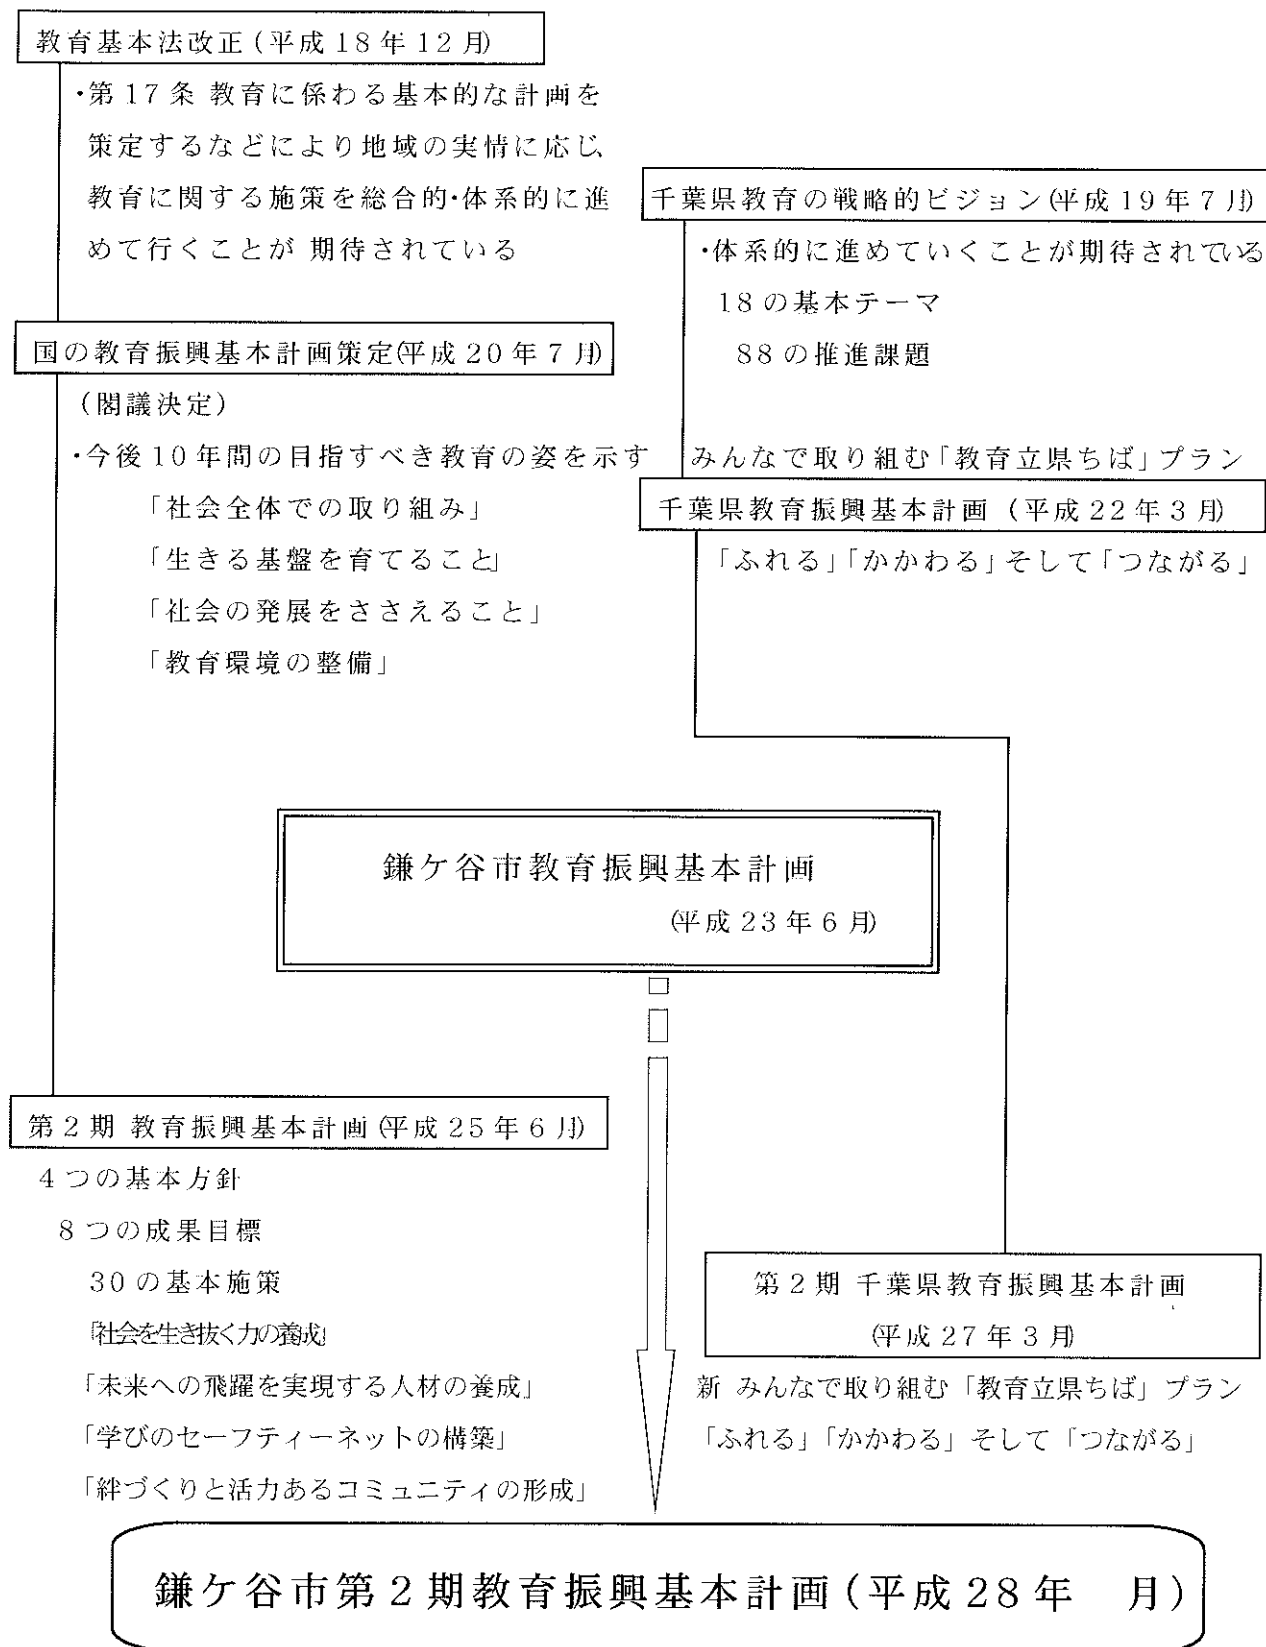 教育基本法改正(平成18年12月)
・第17条 教育に係わる基本的な計画を
策定するなどにより地域の実情に応じ、
教育に関する施策を総合的・体系的に進
めて行くことが 期待されている
国の教育振興基本計画策定(平成20年7月)
(閣議決定)
・今後10年間の目指すべき教育の姿を示す
「社会全体での取り組み」
「生きる基盤を育てること」
「社会の発展をささえること」
「教育環境の整備」
千葉県教育の戦略的ビジョン(平成19年7月)
・体系的に進めていくことが期待されている
18の基本テーマ
88の推進課題
みんなで取り組む「教育立県ちば」プラン
千葉県教育振興基本計画 (平成22年3月)
「ふれる」「かかわる」そして「つながる」
鎌ケ谷市教育振興基本計画
(平成23年6月)
第2期 教育振興基本計画(平成25年6月)
4つの基本方針
8つの成果目標
30の基本施策
「社会を生き抜く力の養成」
「未来への飛躍を実現する人材の養成」
「学びのセーフティーネットの構築」
「絆づくりと活力あるコミュニティの形成」
第2期 千葉県教育振興基本計画
(平成27年3月)
新 みんなで取り組む「教育立県ちば」プラン
「ふれる」「かかわる」そして「つながる」
鎌ケ谷市第2期教育振興基本計画(平成28年 月)